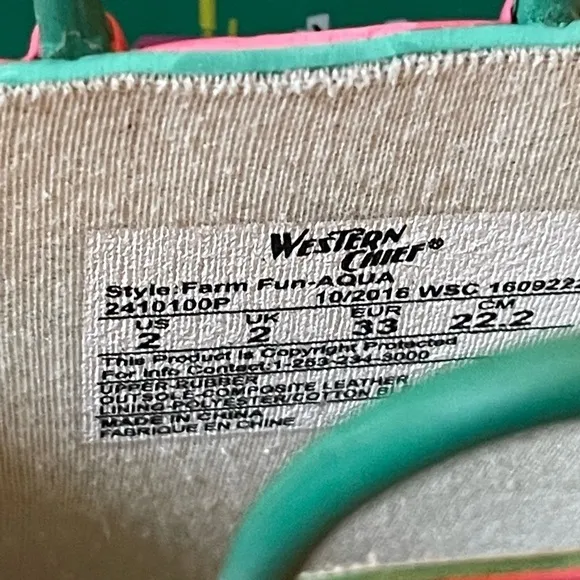 WESTERN
CHIEF®
Style:Farm Fun-AQUA
2410100P 10/2016 WSC 1609222
US UK EUR CM
2 2 33 22.2
This Product is Copyright Protected
For Info Contact:1-253-234-3000
UPPER-RUBBER
OUTSOLE-COMPOSITE LEATHER
LINING-POLYESTER/COTTON
MADE IN CHINA
FABRIQUE EN CHINE